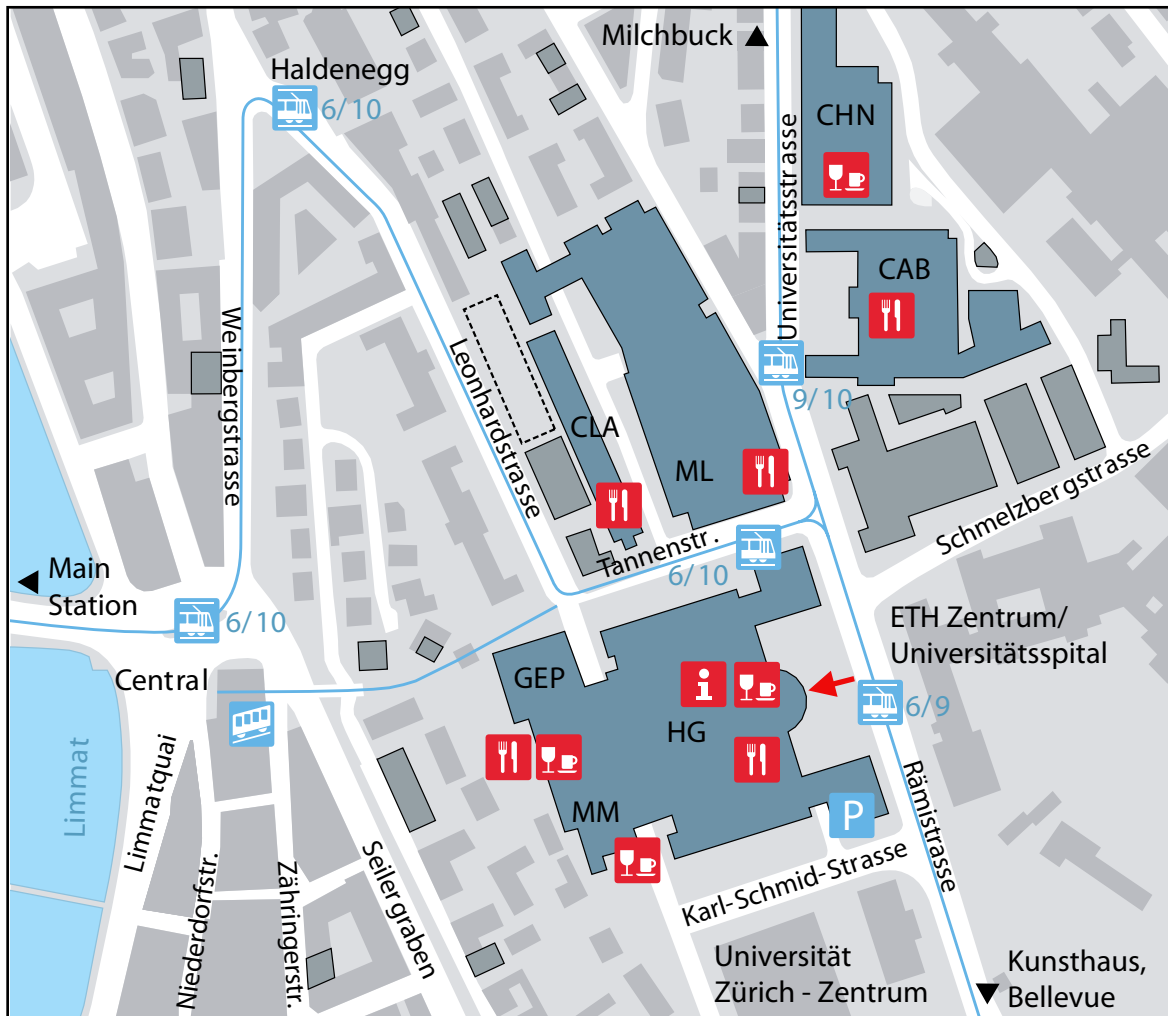 Milchbuck
Haldenegg
6/10
CHN
Universitätsstrasse
CAB
Weinbergstrasse
Leonhardstrasse
9/10
CLA
ML
Schmelzbergstrasse
Tannenstr.
6/10
Main
Station
6/10
ETH Zentrum/
Universitätsspital
GEP
Central
i
6/9
HG
Limmat
Limmatquai
Rämistrasse
MM
P
Niederdorfstr.
Zähringerstr.
Seilergraben
Karl-Schmid-Strasse
Universität
Zürich - Zentrum
Kunsthaus,
Bellevue